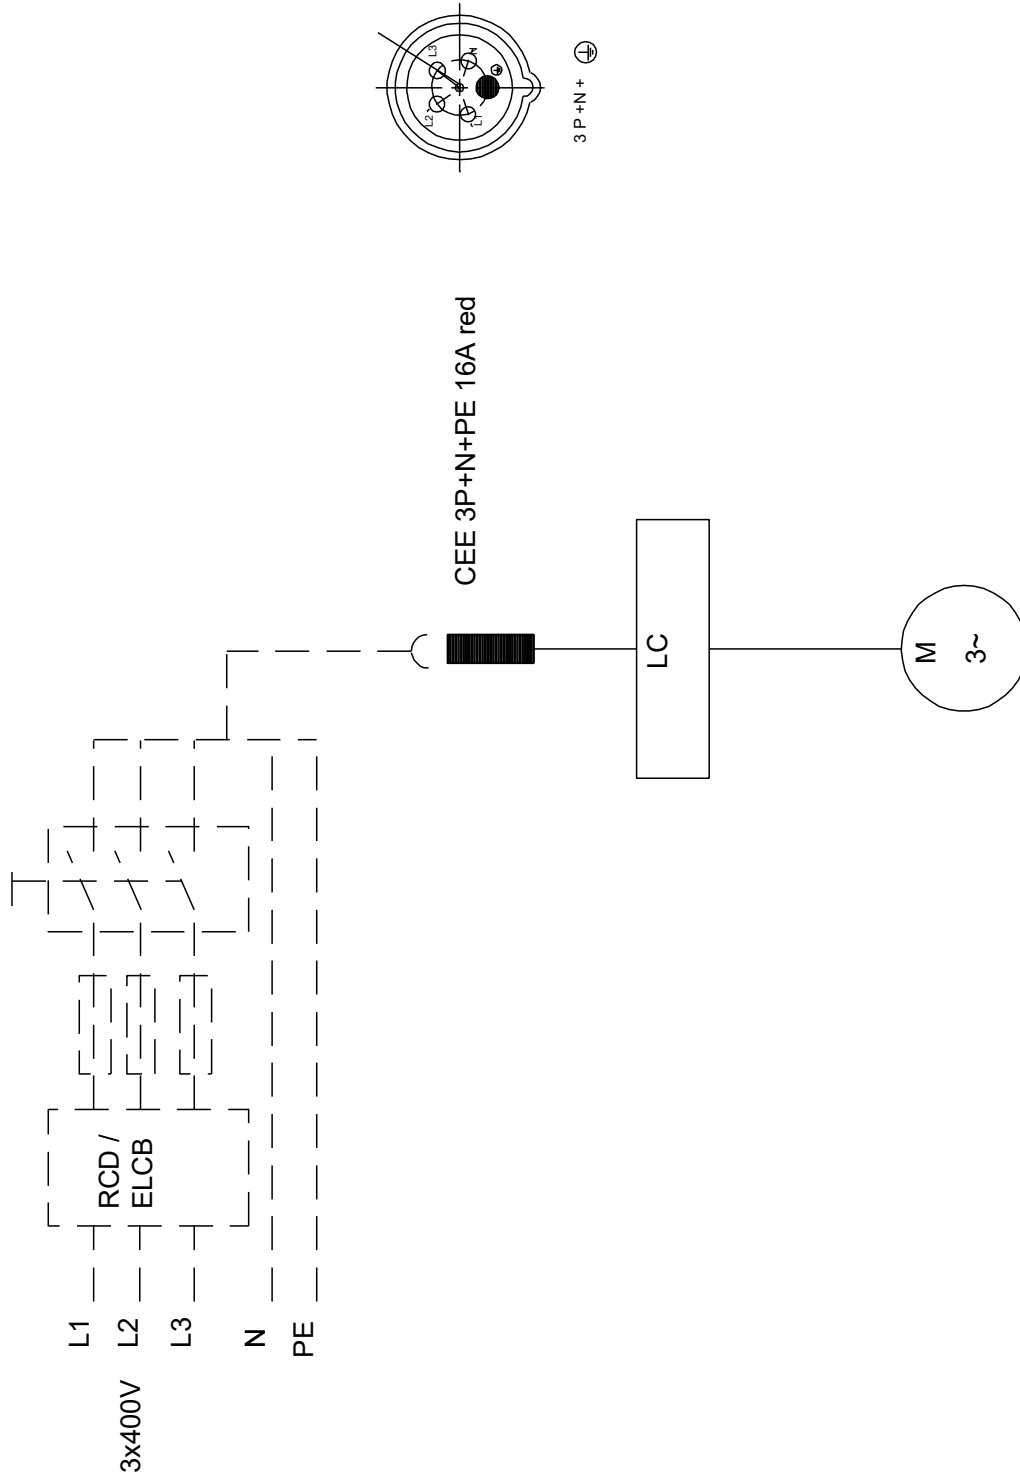 3x400V
L1
L2
L3
N
PE
RCD /
ELCB
CEE 3P+N+PE 16A red
LC
M
3~
L1
L2
L3
N
3 P +N +